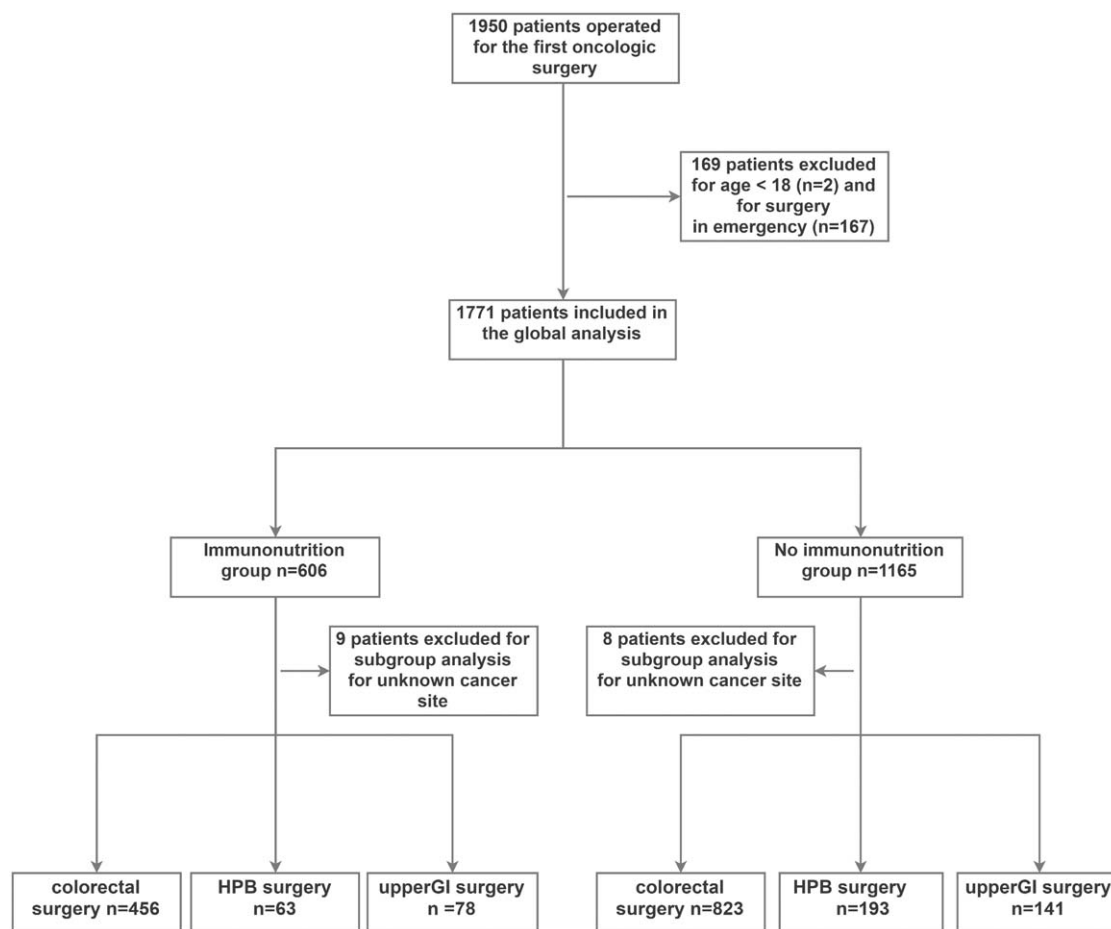 1950 patients operated
for the first oncologic
surgery
169 patients excluded
for age < 18 (n=2) and
for surgery
in emergency (n=167)
1771 patients included in
the global analysis
Immunonutrition
group n=606
No immunonutrition
group n=1165
9 patients excluded for
subgroup analysis
for unknown cancer
site
8 patients excluded for
subgroup analysis
for unknown cancer site
colorectal
surgery n=456
HPB surgery
n=63
upperGI surgery
n =78
colorectal
surgery n=823
HPB surgery
n=193
upperGI surgery
n=141